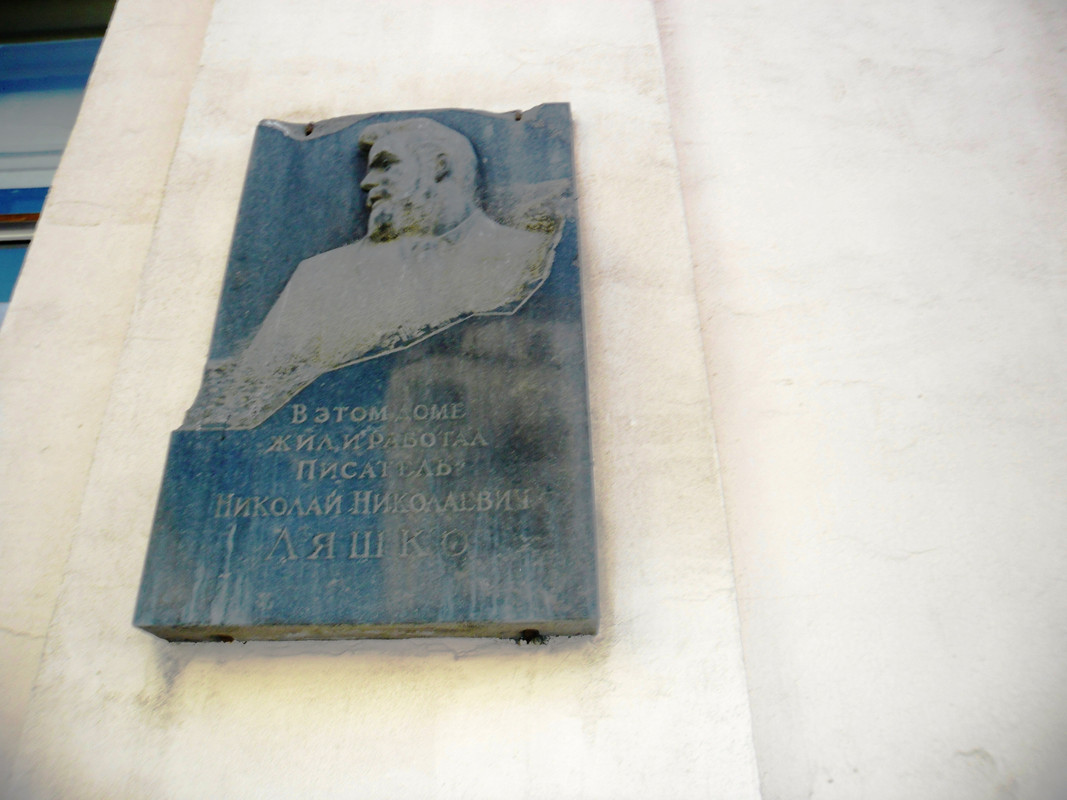 В этом доме
жил и работал
писатель
Николай Николаевич
Ляшко